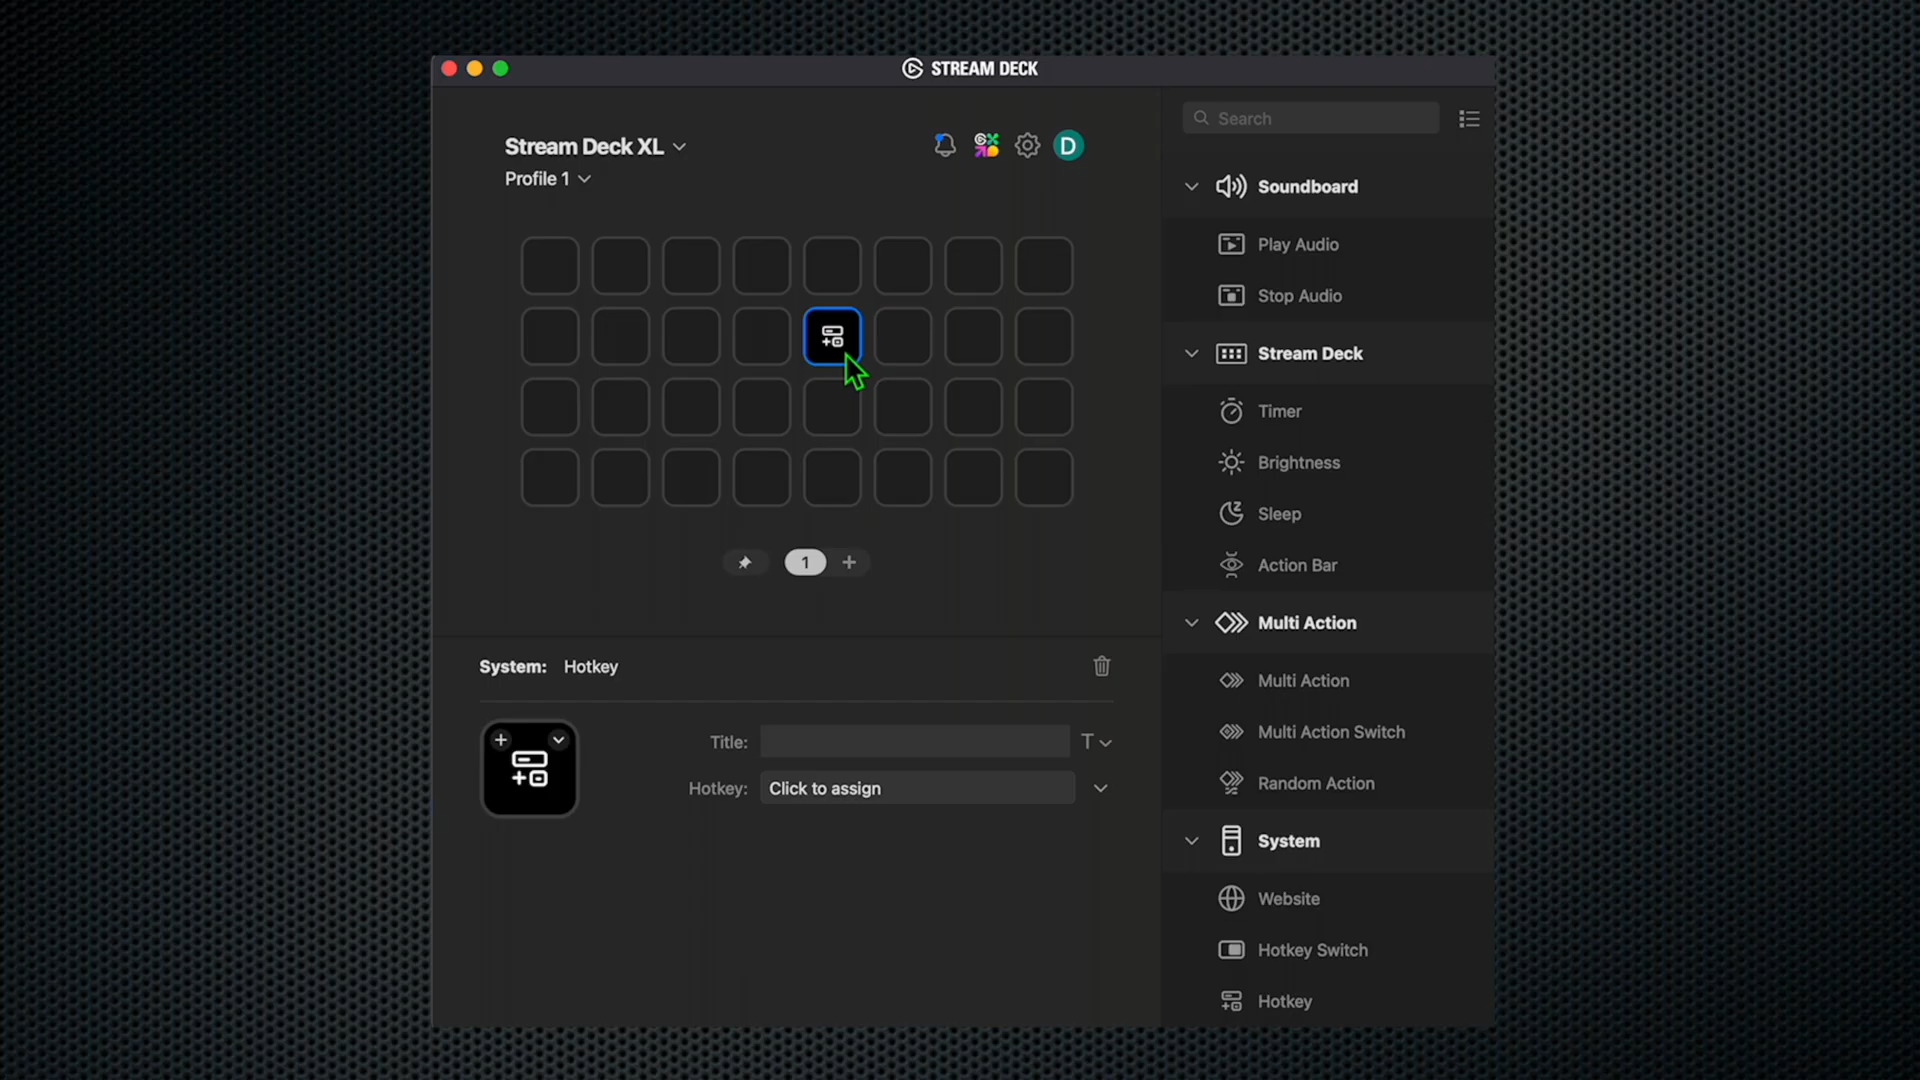 STREAM DECK
Search
Stream Deck XL
D
Profile 1
Soundboard
Play Audio
Stop Audio
Stream Deck
Timer
Brightness
Sleep
Action Bar
1
Multi Action
Multi Action
Multi Action Switch
Random Action
System
Website
Hotkey Switch
Hotkey
System: Hotkey
Title:
T
Hotkey: Click to assign